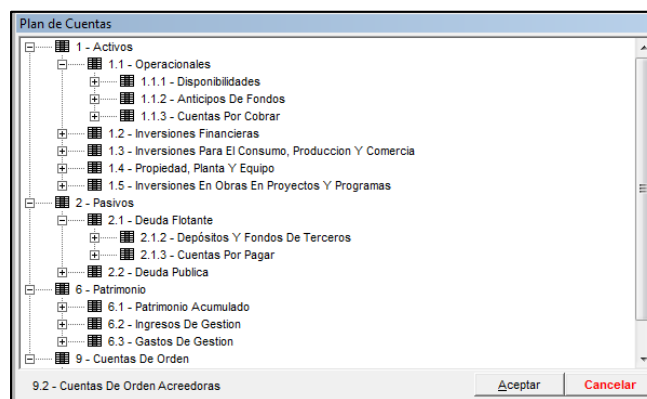 Plan de Cuentas
1 - Activos
1.1 - Operacionales
1.1.1 - Disponibilidades
1.1.2 - Anticipos De Fondos
1.1.3 - Cuentas Por Cobrar
1.2 - Inversiones Financieras
1.3 - Inversiones Para El Consumo, Produccion Y Comercia
1.4 - Propiedad, Planta Y Equipo
1.5 - Inversiones En Obras En Proyectos Y Programas
2 - Pasivos
2.1 - Deuda Flotante
2.1.2 - Depósitos Y Fondos De Terceros
2.1.3 - Cuentas Por Pagar
2.2 - Deuda Publica
6 - Patrimonio
6.1 - Patrimonio Acumulado
6.2 - Ingresos De Gestion
6.3 - Gastos De Gestion
9 - Cuentas De Orden
9.2 - Cuentas De Orden Acreedoras
Aceptar
Cancelar